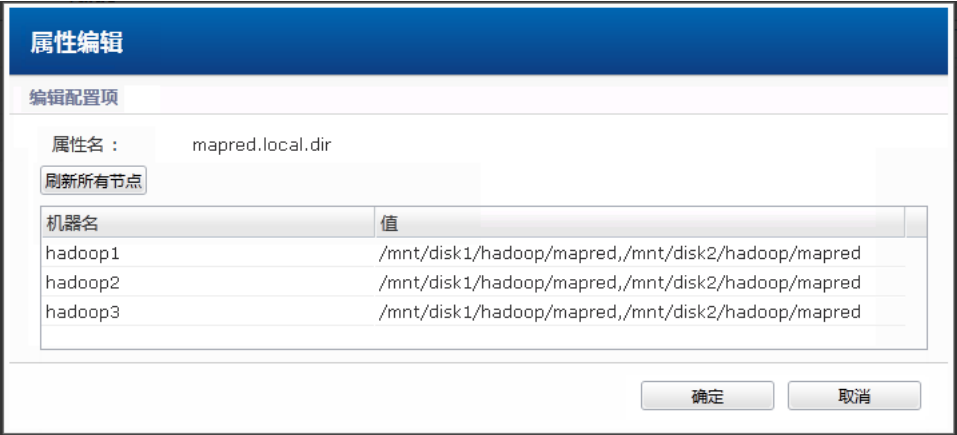 属性编辑
编辑配置项
属性名： mapred.local.dir
刷新所有节点
机器名 值
hadoop1 /mnt/disk1/hadoop/mapred,/mnt/disk2/hadoop/mapred
hadoop2 /mnt/disk1/hadoop/mapred,/mnt/disk2/hadoop/mapred
hadoop3 /mnt/disk1/hadoop/mapred,/mnt/disk2/hadoop/mapred
确定 取消